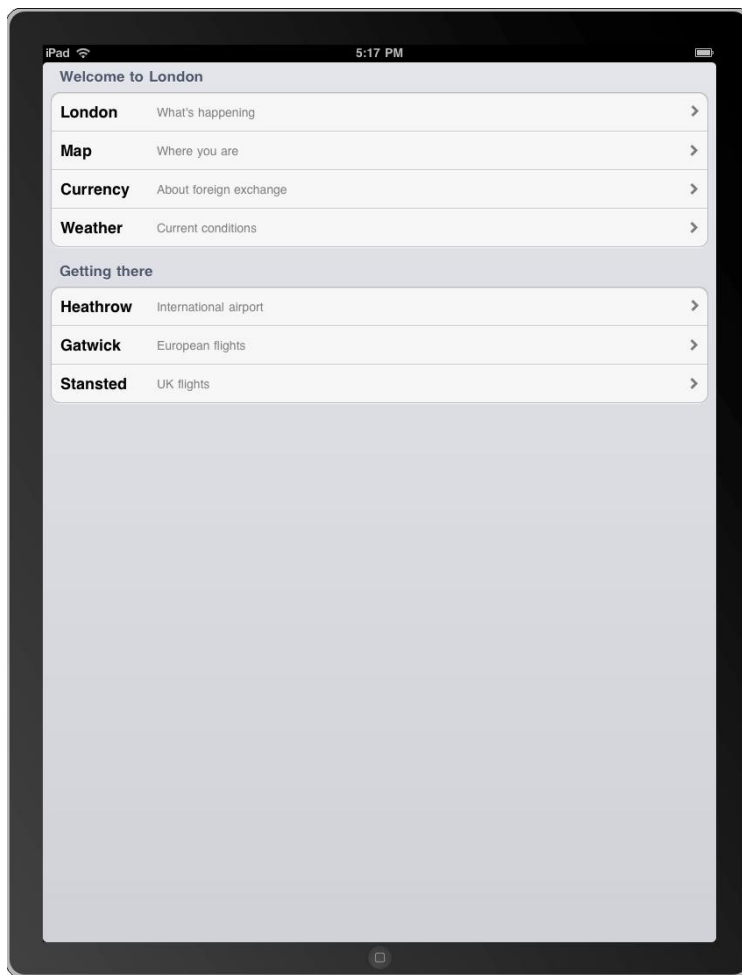 iPad 5:17 PM
Welcome to London
London What's happening
Map Where you are
Currency About foreign exchange
Weather Current conditions
Getting there
Heathrow International airport
Gatwick European flights
Stansted UK flights